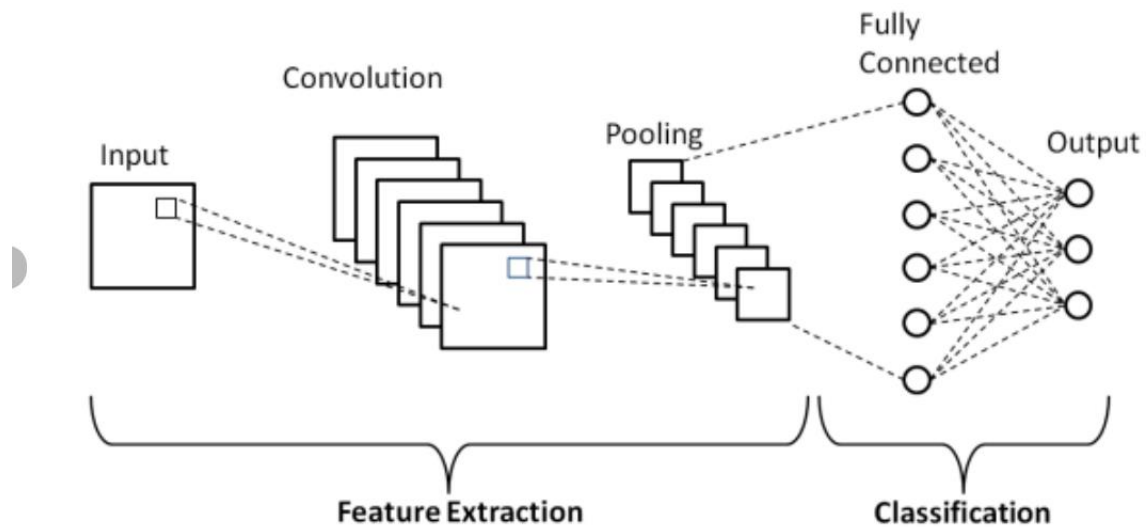 Fully
Connected
Convolution
Pooling
Input
Output
Feature Extraction
Classification